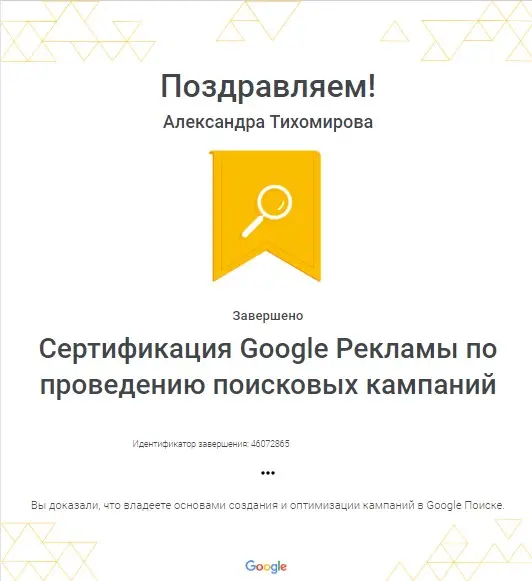 Поздравляем!
Александра Тихомирова
Завершено
Сертификация Google Рекламы по
проведению поисковых кампаний
Идентификатор завершения: 46072865
...
Вы доказали, что владеете основами создания и оптимизации кампаний в Google Поиске.
Google